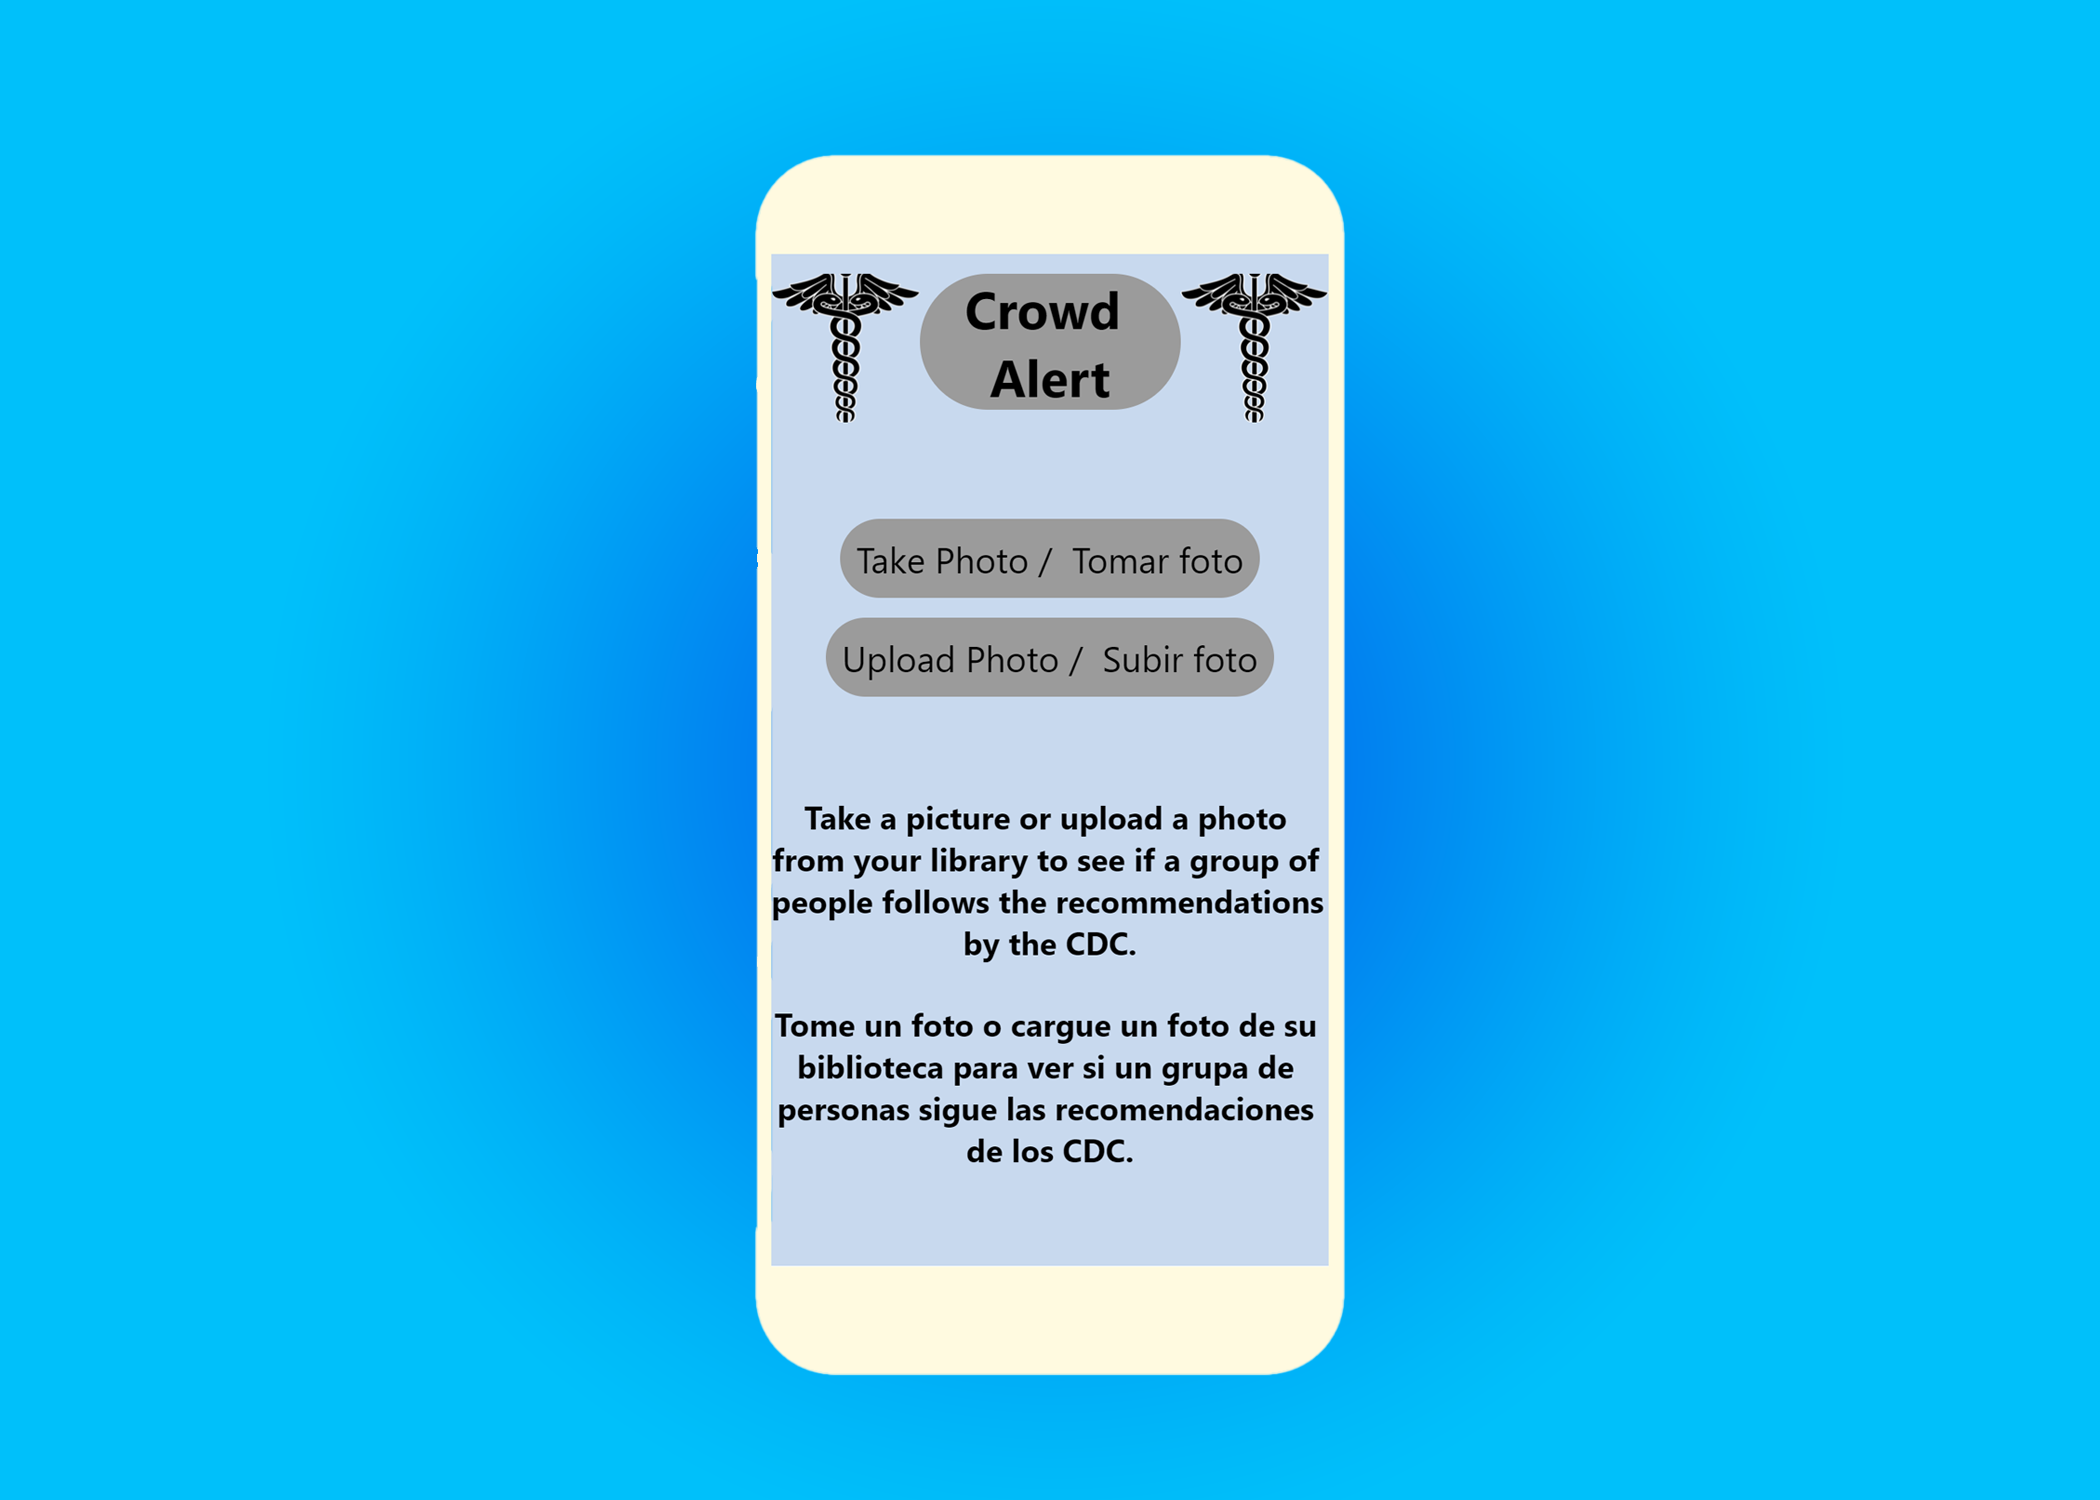 Crowd
Alert
Take Photo / Tomar foto
Upload Photo / Subir foto
Take a picture or upload a photo
from your library to see if a group of
people follows the recommendations
by the CDC.
Tome un foto o cargue un foto de su
biblioteca para ver si un grupa de
personas sigue las recomendaciones
de los CDC.